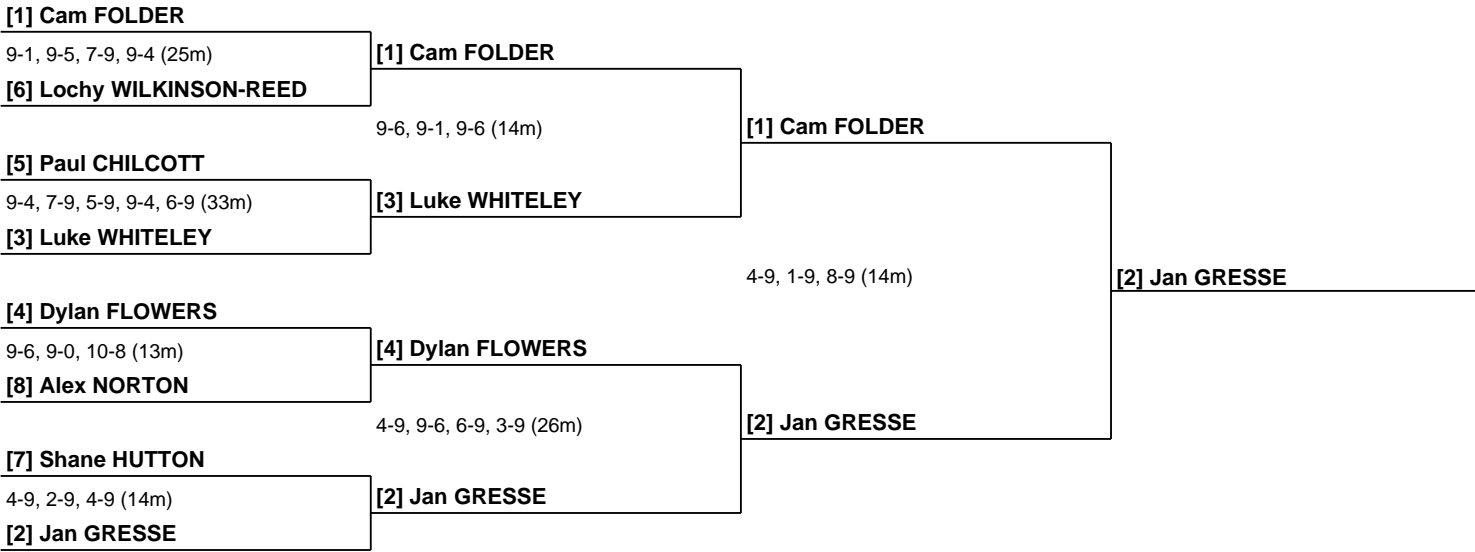 [1] Cam FOLDER
9-1, 9-5, 7-9, 9-4 (25m)
[6] Lochy WILKINSON-REED
[5] Paul CHILCOTT
9-4, 7-9, 5-9, 9-4, 6-9 (33m)
[3] Luke WHITELEY
[4] Dylan FLOWERS
9-6, 9-0, 10-8 (13m)
[8] Alex NORTON
[7] Shane HUTTON
4-9, 2-9, 4-9 (14m)
[2] Jan GRESSE
[1] Cam FOLDER
9-6, 9-1, 9-6 (14m)
[3] Luke WHITELEY
[4] Dylan FLOWERS
4-9, 9-6, 6-9, 3-9 (26m)
[2] Jan GRESSE
[1] Cam FOLDER
4-9, 1-9, 8-9 (14m)
[2] Jan GRESSE
[2] Jan GRESSE